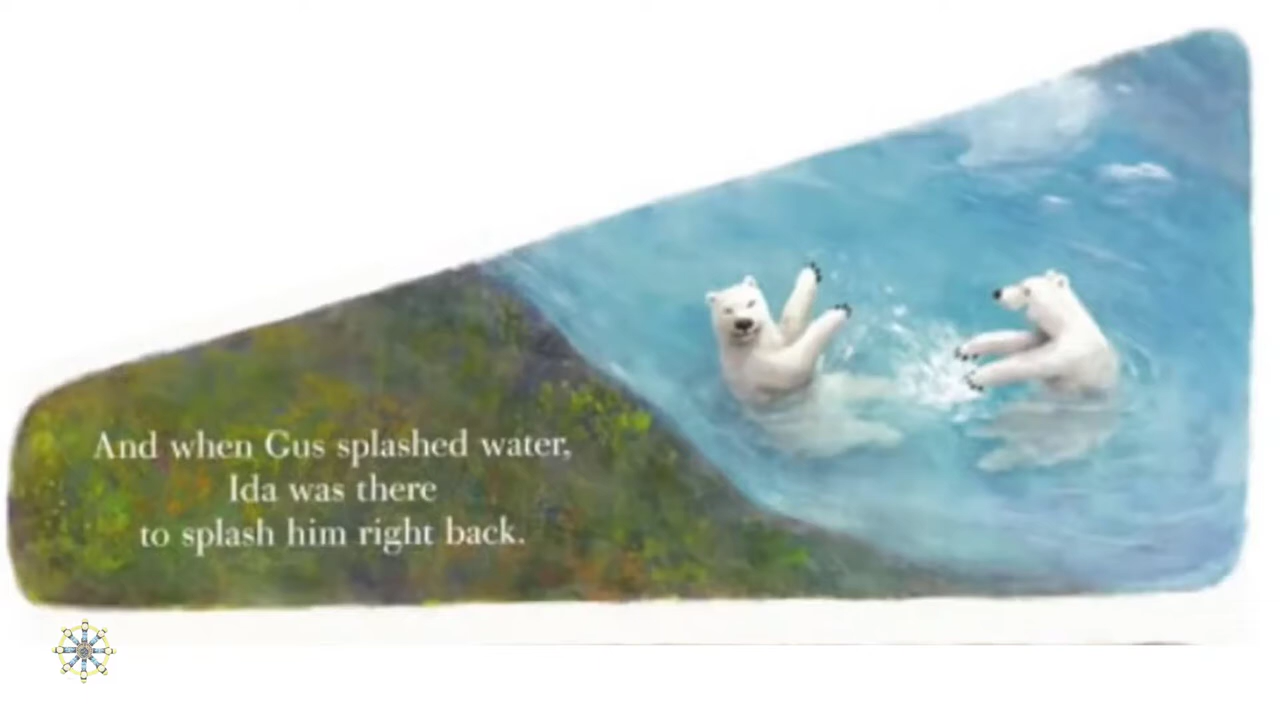 And when Gus splashed water,
Ida was there
to splash him right back.